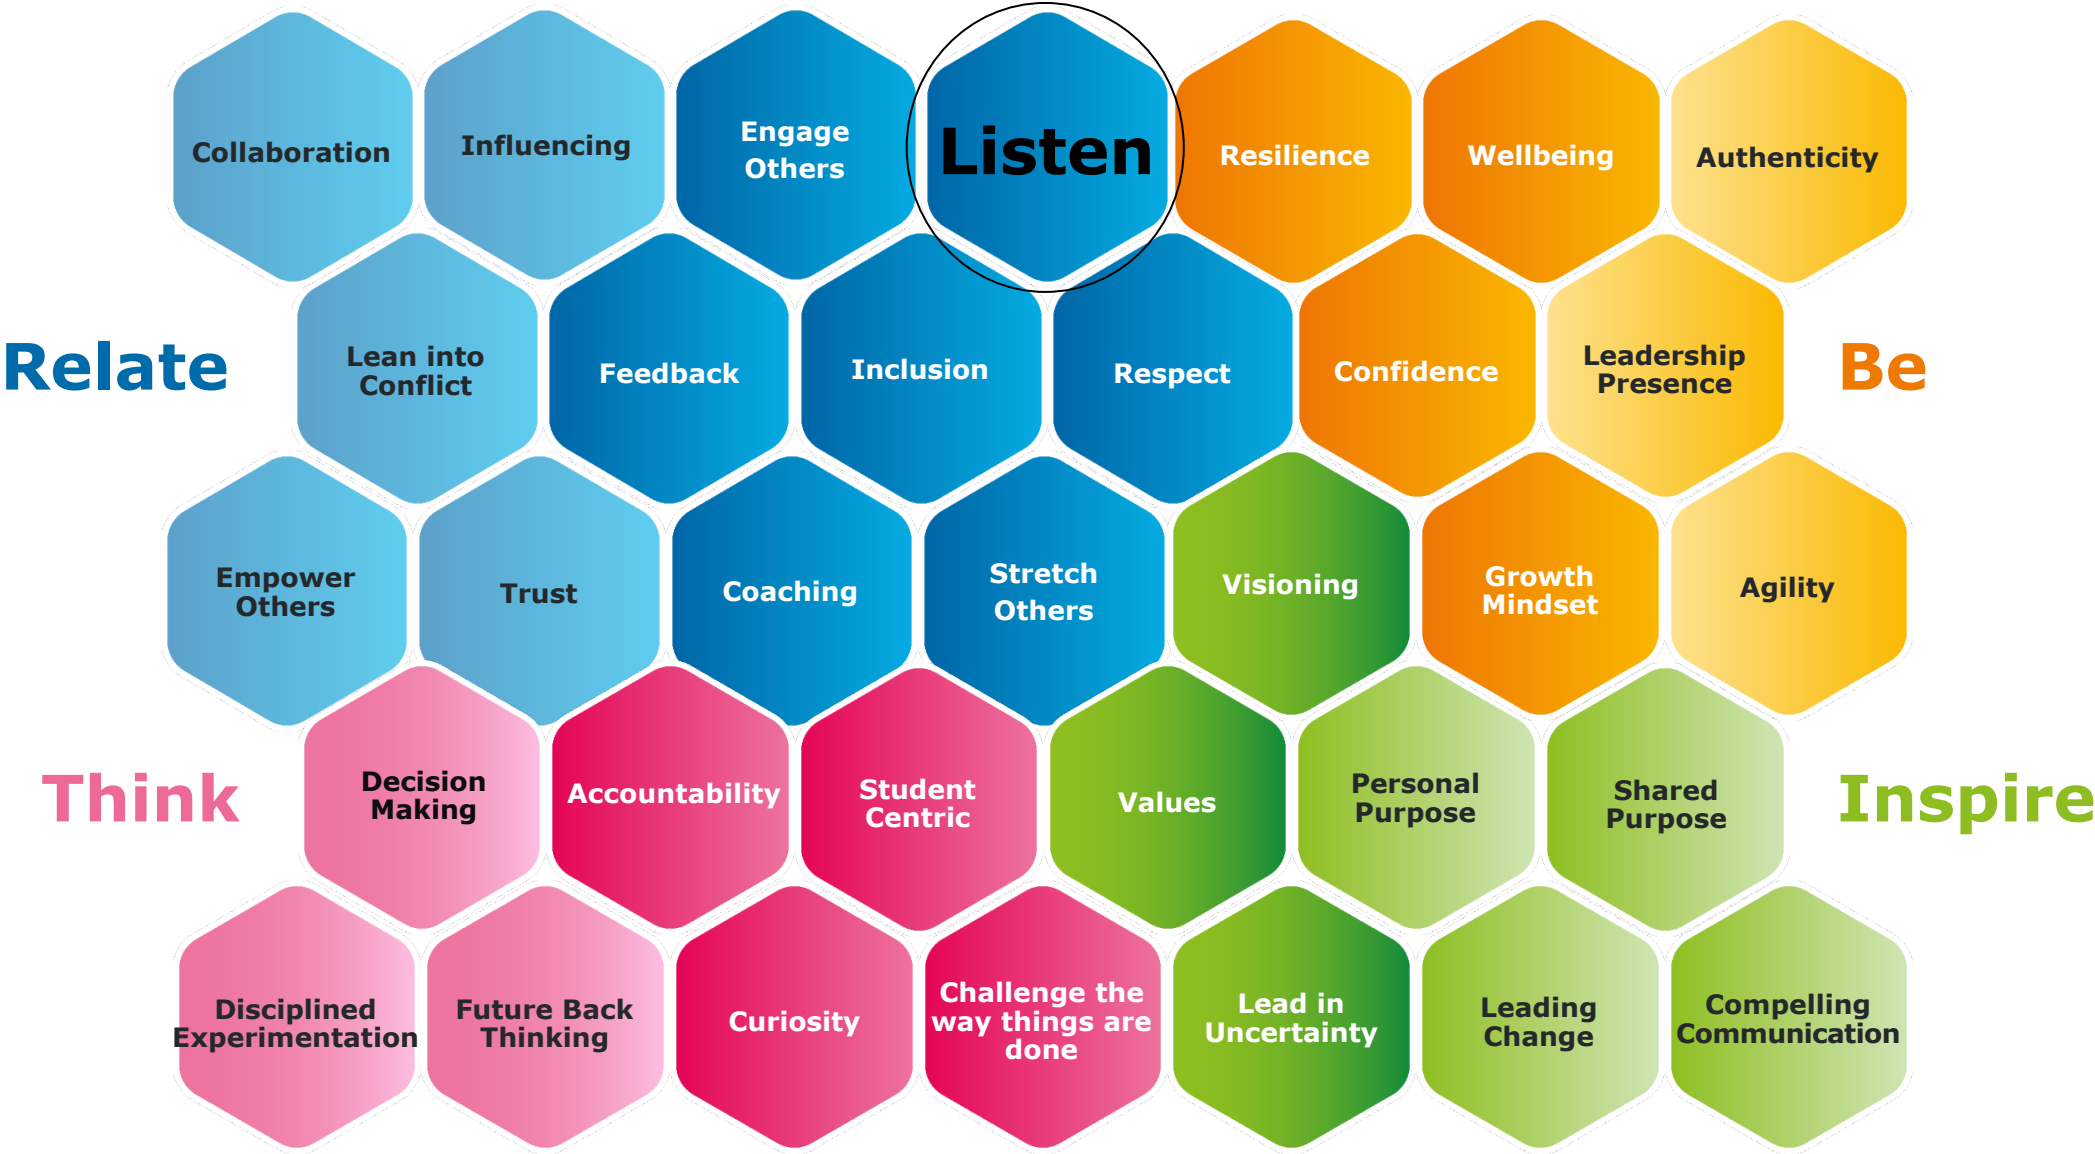 Collaboration
Influencing
Engage
Others
Listen
Resilience
Wellbeing
Authenticity
Relate
Lean into
Conflict
Feedback
Inclusion
Respect
Confidence
Leadership
Presence
Be
Empower
Others
Trust
Coaching
Stretch
Others
Visioning
Growth
Mindset
Agility
Think
Decision
Making
Accountability
Student
Centric
Values
Personal
Purpose
Shared
Purpose
Inspire
Disciplined
Experimentation
Future Back
Thinking
Curiosity
Challenge the
way things are
done
Lead in
Uncertainty
Leading
Change
Compelling
Communication